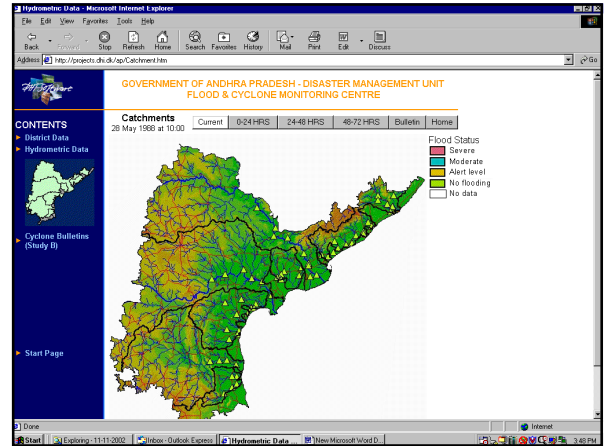 Hydrometric Data - Microsoft Internet Explorer
File Edit View Favorites Tools Help
Back Forward Stop Refresh Home Search Favorites History Mail Print Edit Discuss
Address http://projects.dhi.dk/ap/Catchment.htm Go
GOVERNMENT OF ANDHRA PRADESH - DISASTER MANAGEMENT UNIT
FLOOD & CYCLONE MONITORING CENTRE
CONTENTS
District Data
Hydrometric Data
Cyclone Bulletins
(Study B)
Start Page
Catchments
28 May 1988 at 10:00
Current 0-24 HRS 24-48 HRS 48-72 HRS Bulletin Home
Flood Status
Severe
Moderate
Alert level
No flooding
No data
Done Internet
Start Exploring - 11-11-2002 Inbox - Outlook Express Hydrometric Data ... New Microsoft Word D... 3:48 PM